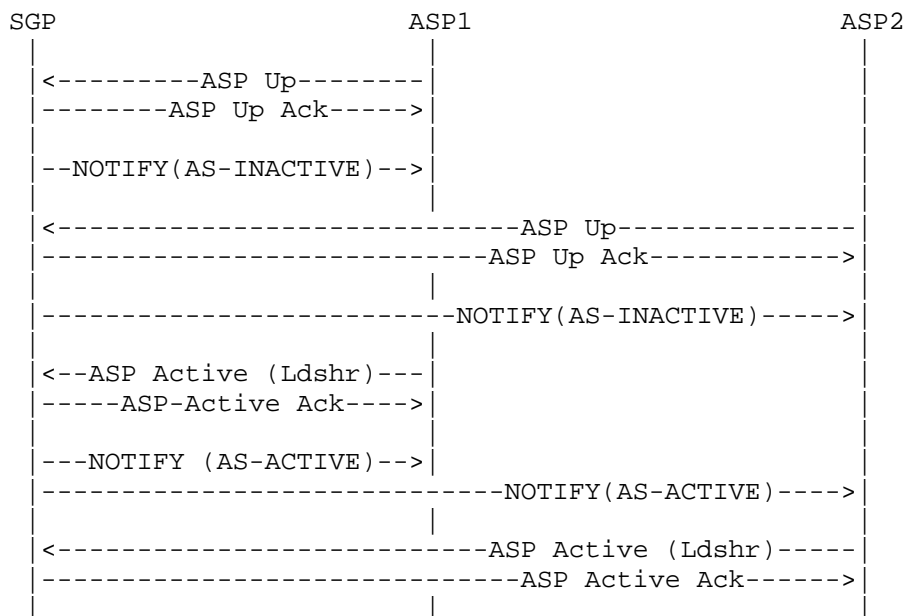 SGP ASP1 ASP2
<---------ASP Up--------
--------ASP Up Ack----->
--NOTIFY(AS-INACTIVE)-->
<-----------------------------ASP Up---------------
----------------------------ASP Up Ack------------>
--------------------------NOTIFY(AS-INACTIVE)----->
<--ASP Active (Ldshr)---
-----ASP-Active Ack---->
---NOTIFY (AS-ACTIVE)-->
-----------------------------NOTIFY(AS-ACTIVE)---->
<---------------------------ASP Active (Ldshr)-----
------------------------------ASP Active Ack------>